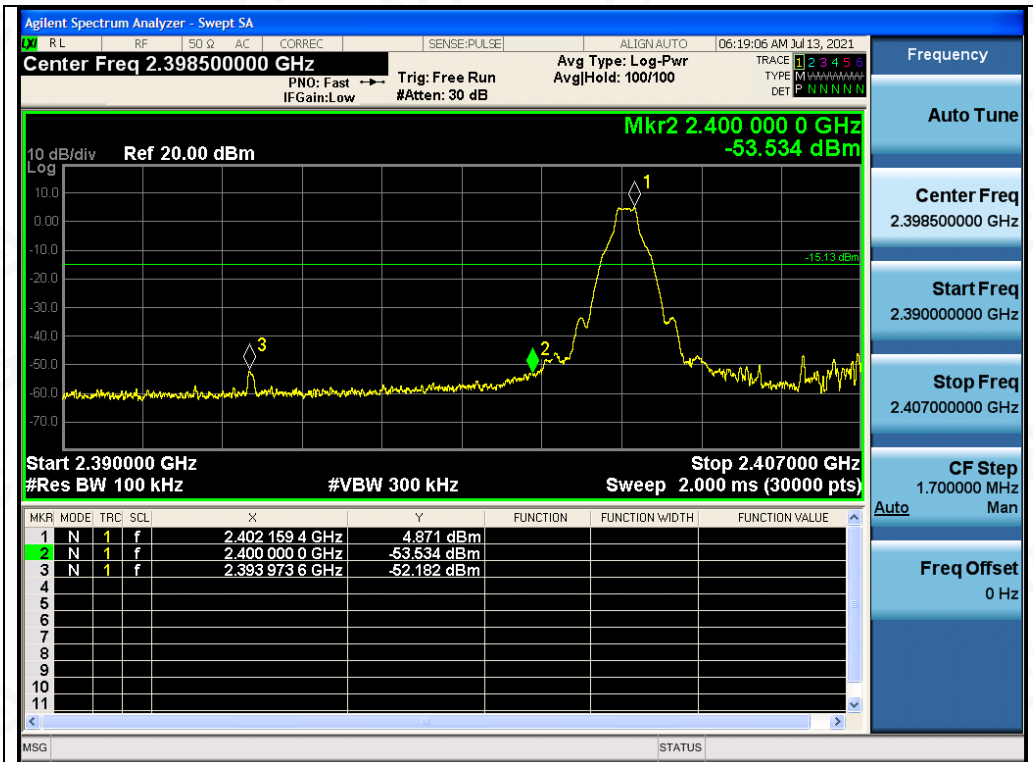 Agilent Spectrum Analyzer - Swept SA
LXI RL RF 50 Ω AC CORREC SENSE:PULSE ALIGNAUTO 06:19:06 AM Jul 13, 2021
Center Freq 2.398500000 GHz
PNO: Fast
IFGain:Low
Trig: Free Run
#Atten: 30 dB
Avg Type: Log-Pwr
Avg|Hold: 100/100
TRACE 1 2 3 4 5 6
TYPE M WWWWW
DET P N N N N N
Mkr2 2.400 000 0 GHz
-53.534 dBm
10 dB/div Ref 20.00 dBm
Log
10.0
0.00
-10.0
-20.0
-30.0
-40.0
-50.0
-60.0
-70.0
1
-15.13 dBm
2
3
Start 2.390000 GHz Stop 2.407000 GHz
#Res BW 100 kHz #VBW 300 kHz Sweep 2.000 ms (30000 pts)
MKR MODE TRC SCL X Y FUNCTION FUNCTION WIDTH FUNCTION VALUE
1 N 1 f 2.402 159 4 GHz 4.871 dBm
2 N 1 f 2.400 000 0 GHz -53.534 dBm
3 N 1 f 2.393 973 6 GHz -52.182 dBm
4
5
6
7
8
9
10
11
MSG STATUS
Frequency
Auto Tune
Center Freq
2.398500000 GHz
Start Freq
2.390000000 GHz
Stop Freq
2.407000000 GHz
CF Step
1.700000 MHz
Auto Man
Freq Offset
0 Hz